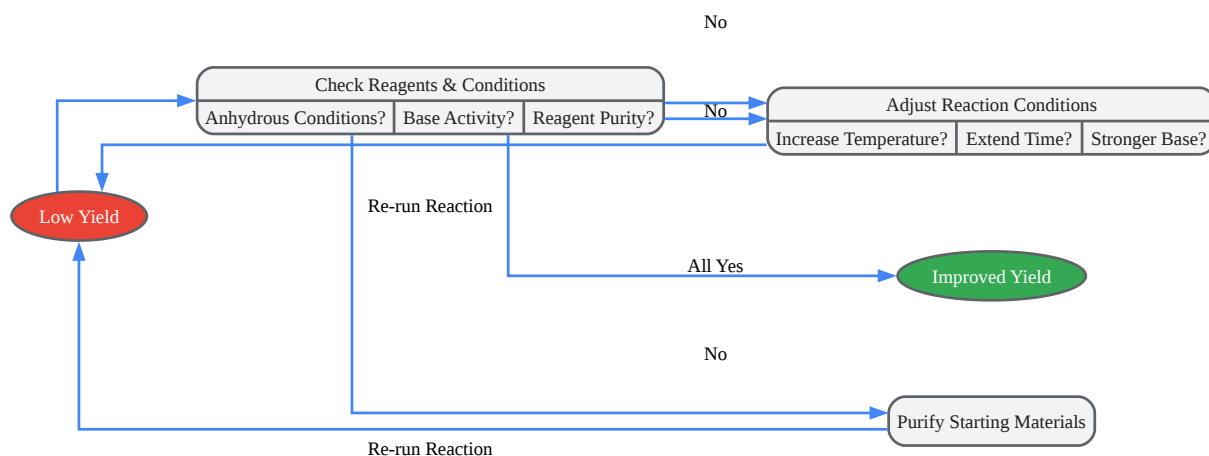 No
Check Reagents & Conditions
Anhydrous Conditions? Base Activity? Reagent Purity?
No
Adjust Reaction Conditions
Increase Temperature? Extend Time? Stronger Base?
Low Yield
Re-run Reaction
All Yes
Improved Yield
No
Purify Starting Materials
Re-run Reaction